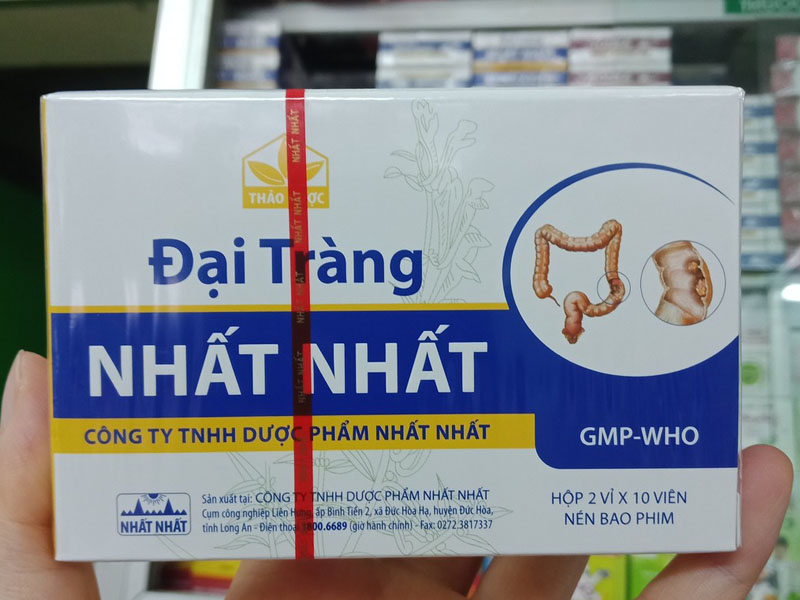 NHẤT NHẤT
THẢO ƯỢC
Đại Tràng
NHẤT NHẤT
CÔNG TY TNHH DƯỢC PHẨM NHẤT NHẤT
GMP-WHO
NHẤT NHẤT
Sản xuất tại: CÔNG TY TNHH DƯỢC PHẨM NHẤT NHẤT
Cụm công nghiệp Liên Hưng, ấp Bình Tiền 2, xã Đức Hòa Hạ, huyện Đức Hòa,
tỉnh Long An - Điện thoại: 1800.6689 (giờ hành chính) - Fax: 0272.3817337
HỘP 2 VỈ X 10 VIÊN
NÉN BAO PHIM